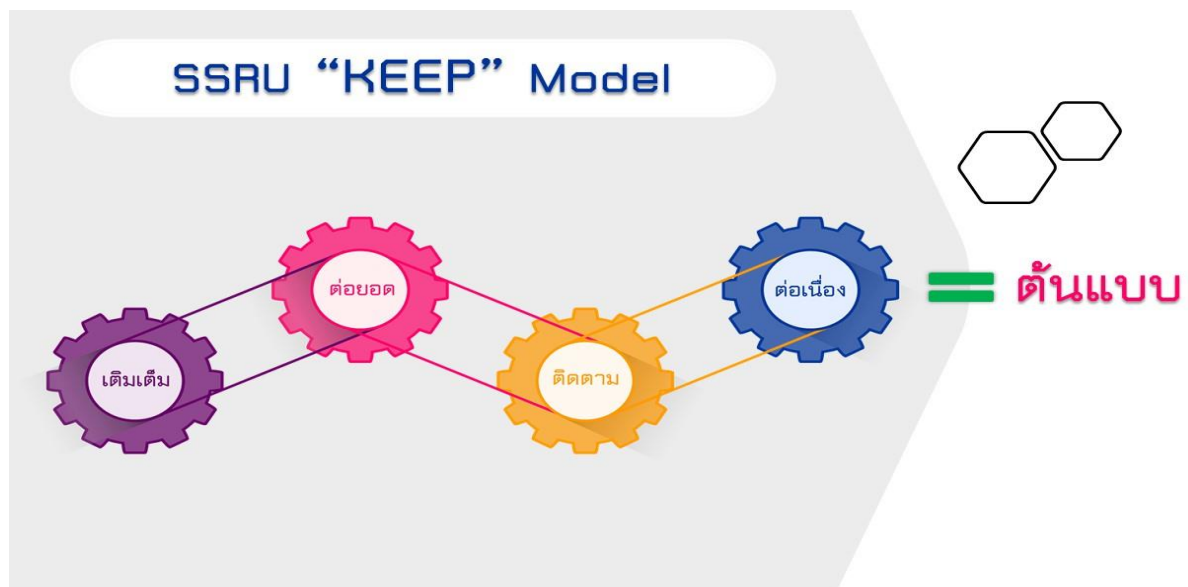 SSRU “KEEP” Model
เติมเต็ม
ต่อยอด
ติดตาม
ต่อเนื่อง
= ต้นแบบ